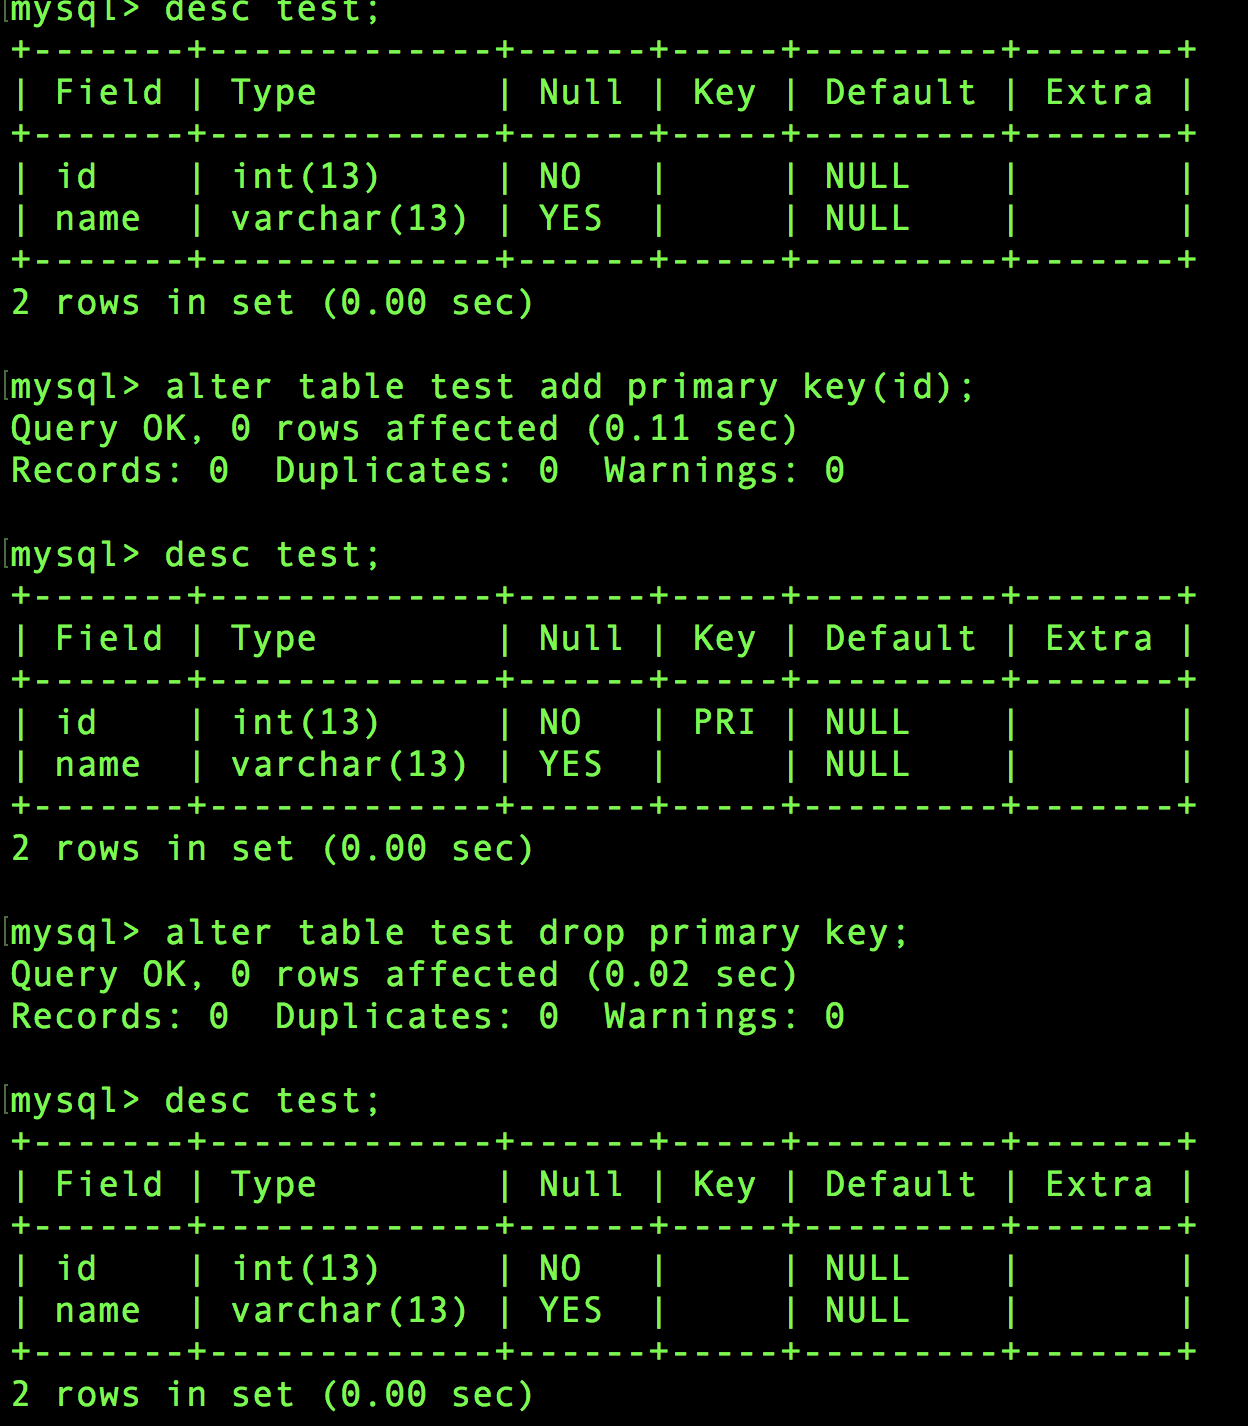 mysql> desc test;
+-------+-------------+------+-----+---------+-------+
| Field | Type        | Null | Key | Default | Extra |
+-------+-------------+------+-----+---------+-------+
| id    | int(13)     | NO   |     | NULL    |       |
| name  | varchar(13) | YES  |     | NULL    |       |
+-------+-------------+------+-----+---------+-------+
2 rows in set (0.00 sec)

mysql> alter table test add primary key(id);
Query OK, 0 rows affected (0.11 sec)
Records: 0  Duplicates: 0  Warnings: 0

mysql> desc test;
+-------+-------------+------+-----+---------+-------+
| Field | Type        | Null | Key | Default | Extra |
+-------+-------------+------+-----+---------+-------+
| id    | int(13)     | NO   | PRI | NULL    |       |
| name  | varchar(13) | YES  |     | NULL    |       |
+-------+-------------+------+-----+---------+-------+
2 rows in set (0.00 sec)

mysql> alter table test drop primary key;
Query OK, 0 rows affected (0.02 sec)
Records: 0  Duplicates: 0  Warnings: 0

mysql> desc test;
+-------+-------------+------+-----+---------+-------+
| Field | Type        | Null | Key | Default | Extra |
+-------+-------------+------+-----+---------+-------+
| id    | int(13)     | NO   |     | NULL    |       |
| name  | varchar(13) | YES  |     | NULL    |       |
+-------+-------------+------+-----+---------+-------+
2 rows in set (0.00 sec)